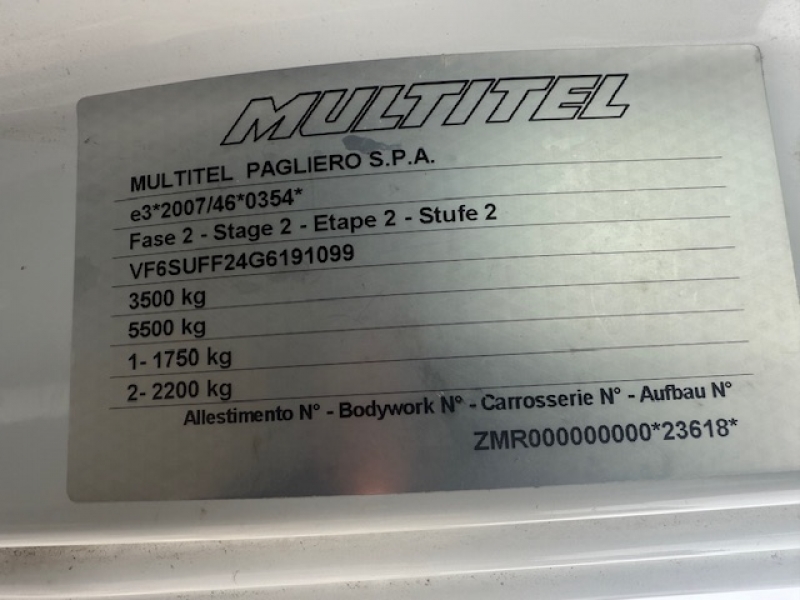 MULTITEL
MULTITEL PAGLIERO S.P.A.
e3*2007/46*0354*
Fase 2 - Stage 2 - Etape 2 - Stufe 2
VF6SUFF24G6191099
3500 kg
5500 kg
1- 1750 kg
2- 2200 kg
Allestimento N° - Bodywork N° - Carrosserie N° - Aufbau N°
ZMR000000000*23618*